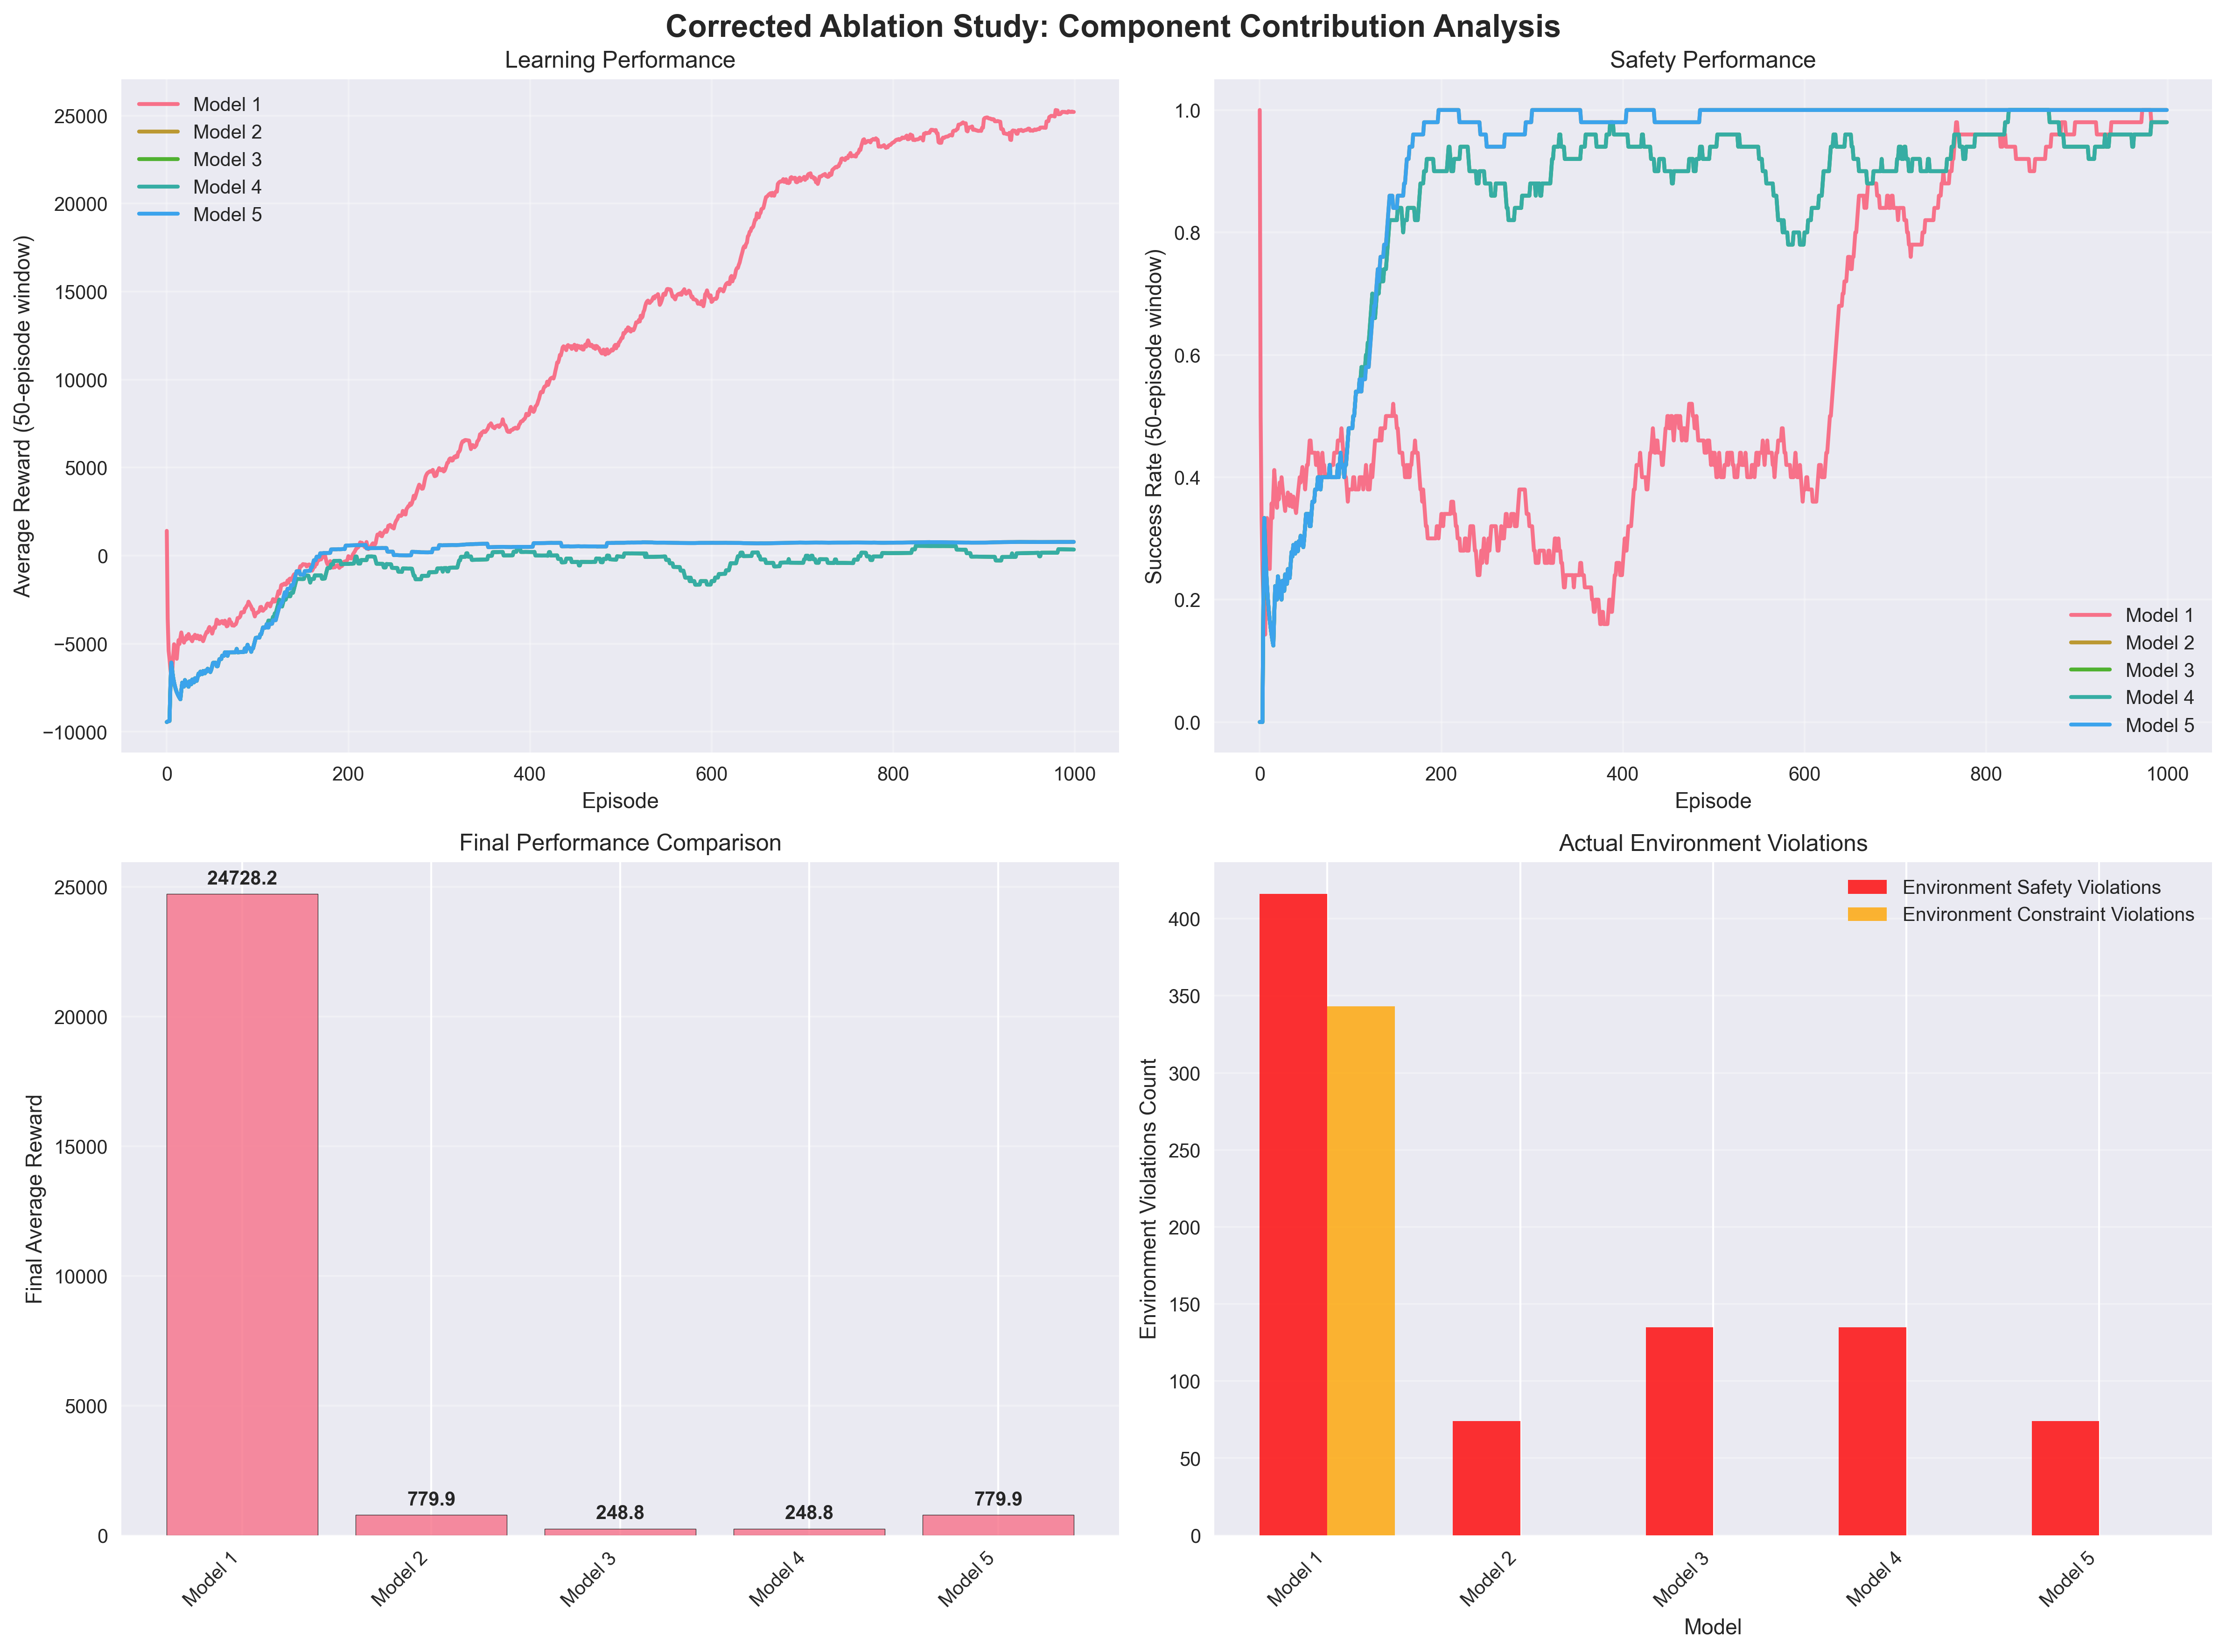 Corrected Ablation Study: Component Contribution Analysis
Learning Performance
Average Reward (50-episode window)
25000
20000
15000
10000
5000
0
−5000
−10000
Model 1
Model 2
Model 3
Model 4
Model 5
0 200 400 600 800 1000
Episode
Safety Performance
Success Rate (50-episode window)
1.0
0.8
0.6
0.4
0.2
0.0
Model 1
Model 2
Model 3
Model 4
Model 5
0 200 400 600 800 1000
Episode
Final Performance Comparison
Final Average Reward
25000
20000
15000
10000
5000
0
24728.2
779.9
248.8
248.8
779.9
Model 1
Model 2
Model 3
Model 4
Model 5
Actual Environment Violations
Environment Violations Count
400
350
300
250
200
150
100
50
0
Environment Safety Violations
Environment Constraint Violations
Model 1
Model 2
Model 3
Model 4
Model 5
Model